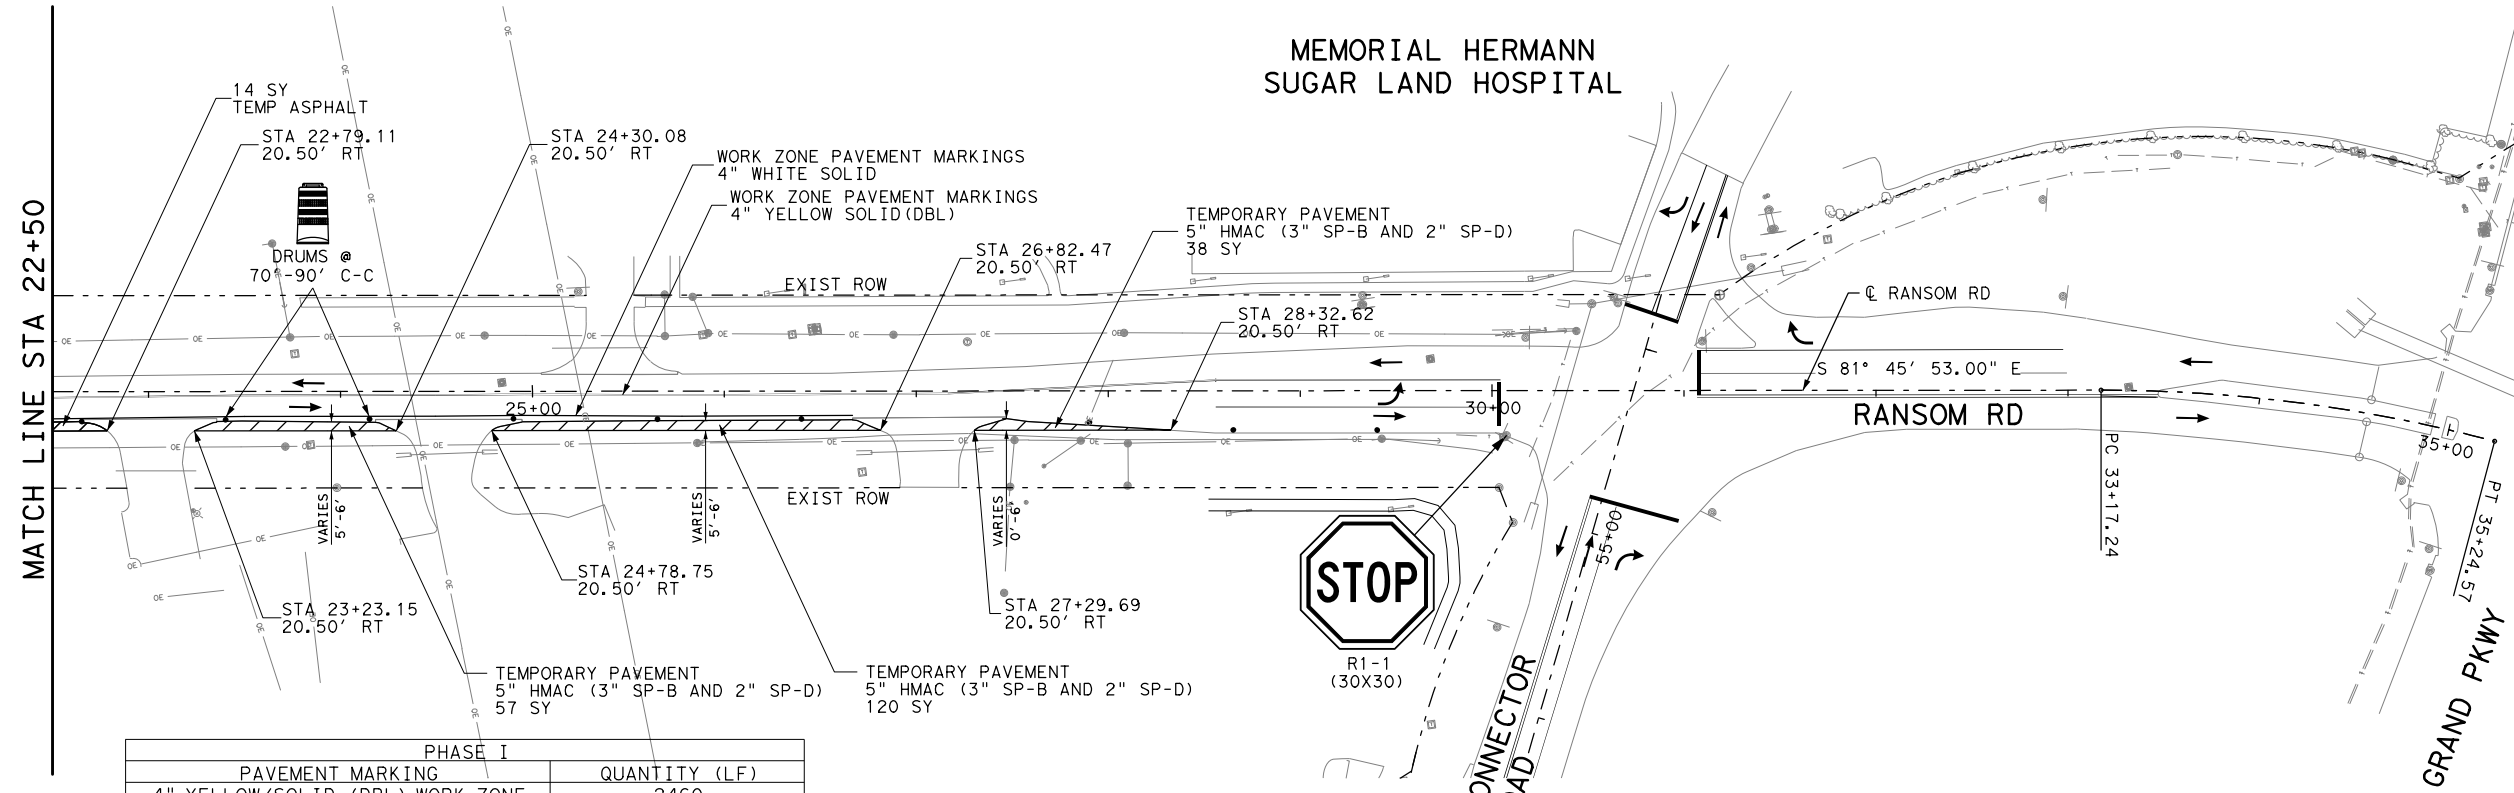 MEMORIAL HERMANN
SUGAR LAND HOSPITAL
14 SY
TEMP ASPHALT
STA 22+79.11
20.50' RT
STA 24+30.08
20.50' RT
WORK ZONE PAVEMENT MARKINGS
4" WHITE SOLID
WORK ZONE PAVEMENT MARKINGS
4" YELLOW SOLID(DBL)
TEMPORARY PAVEMENT
5" HMAC (3" SP-B AND 2" SP-D)
38 SY
STA 26+82.47
20.50' RT
DRUMS @
70'-90' C-C
EXIST ROW
STA 28+32.62
20.50' RT
℄ RANSOM RD
MATCH LINE STA 22+50
S 81° 45' 53.00" E
25+00
30+00
RANSOM RD
35+00
PC 33+17.24
PT 35+24.57
EXIST ROW
VARIES
5'-6'
VARIES
5'-6'
VARIES
0'-6'
55+00
STA 24+78.75
20.50' RT
STA 23+23.15
20.50' RT
STA 27+29.69
20.50' RT
STOP
R1-1
(30X30)
TEMPORARY PAVEMENT
5" HMAC (3" SP-B AND 2" SP-D)
57 SY
TEMPORARY PAVEMENT
5" HMAC (3" SP-B AND 2" SP-D)
120 SY
GRAND PKWY
PHASE I
PAVEMENT MARKING QUANTITY (LF)
4" YELLOW/SOLID (DBL) WORK ZONE